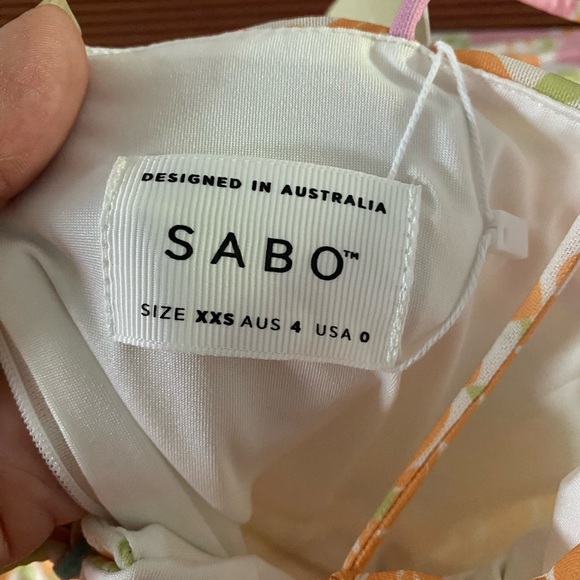 DESIGNED IN AUSTRALIA
SABO™
SIZE XXS AUS 4 USA 0